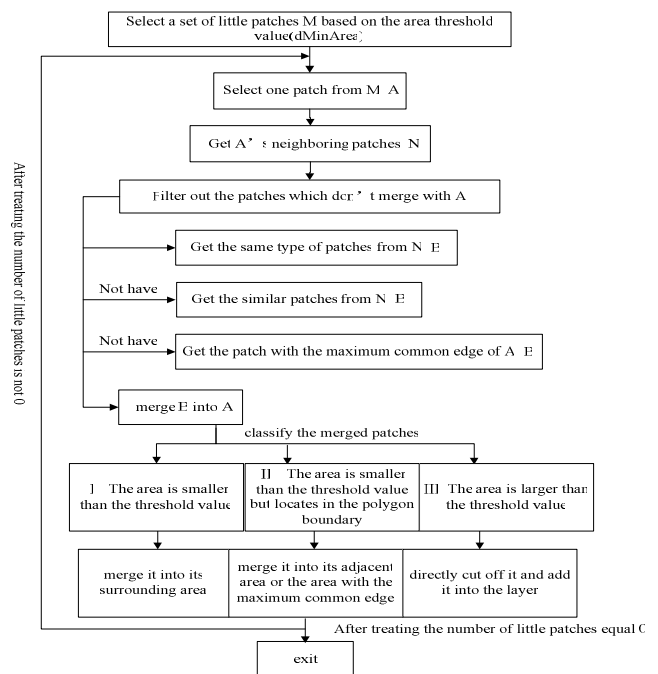 Select a set of little patches M based on the area threshold
value(dMinArea)
Select one patch from M A
Get A's neighboring patches N
Filter out the patches which don't merge with A
Get the same type of patches from N B
Not have
Get the similar patches from N B
Not have
Get the patch with the maximum common edge of A B
After treating the number of little patches is not 0
merge B into A
classify the merged patches
I The area is smaller
than the threshold value
II The area is smaller
than the threshold value
but locates in the polygon
boundary
III The area is larger than
the threshold value
merge it into its
surrounding area
merge it into its adjacent
area or the area with the
maximum common edge
directly cut off it and add
it into the layer
After treating the number of little patches equal 0
exit